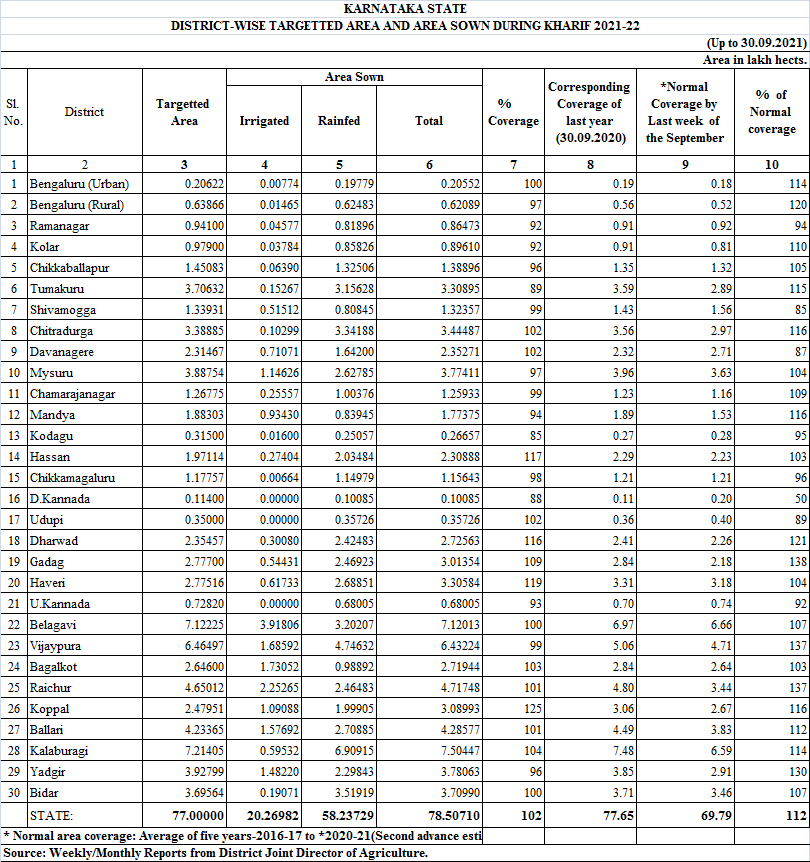 KARNATAKA STATE
DISTRICT-WISE TARGETTED AREA AND AREA SOWN DURING KHARIF 2021-22
(Up to 30.09.2021)
Area in lakh hects.
Sl. No. District Targetted Area Area Sown Irrigated Rainfed Total % Coverage Corresponding Coverage of last year (30.09.2020) *Normal Coverage by Last week of the September % of Normal coverage
1 2 3 4 5 6 7 8 9 10
1 Bengaluru (Urban) 0.20622 0.00774 0.19779 0.20552 100 0.19 0.18 114
2 Bengaluru (Rural) 0.63866 0.01465 0.62483 0.62089 97 0.56 0.52 120
3 Ramanagar 0.94100 0.04577 0.81896 0.86473 92 0.91 0.92 94
4 Kolar 0.97900 0.03784 0.85826 0.89610 92 0.91 0.81 110
5 Chikkaballapur 1.45083 0.06390 1.32506 1.38896 96 1.35 1.32 105
6 Tumakuru 3.70632 0.15267 3.15628 3.30895 89 3.59 2.89 115
7 Shivamogga 1.33931 0.51512 0.80845 1.32357 99 1.43 1.56 85
8 Chitradurga 3.38885 0.10299 3.34188 3.44487 102 3.56 2.97 116
9 Davanagere 2.31467 0.71071 1.64200 2.35271 102 2.32 2.71 87
10 Mysuru 3.88754 1.14626 2.62785 3.77411 97 3.96 3.63 104
11 Chamarajanagar 1.26775 0.25557 1.00376 1.25933 99 1.23 1.16 109
12 Mandya 1.88303 0.93430 0.83945 1.77375 94 1.89 1.53 116
13 Kodagu 0.31500 0.01600 0.25057 0.26657 85 0.27 0.28 95
14 Hassan 1.97114 0.27404 2.03484 2.30888 117 2.29 2.23 103
15 Chikkamagaluru 1.17757 0.00664 1.14979 1.15643 98 1.21 1.21 96
16 D.Kannada 0.11400 0.00000 0.10085 0.10085 88 0.11 0.20 50
17 Udupi 0.35000 0.00000 0.35726 0.35726 102 0.36 0.40 89
18 Dharwad 2.35457 0.30080 2.42483 2.72563 116 2.41 2.26 121
19 Gadag 2.77700 0.54431 2.46923 3.01354 109 2.84 2.18 138
20 Haveri 2.77516 0.61733 2.68851 3.30584 119 3.31 3.18 104
21 U.Kannada 0.72820 0.00000 0.68005 0.68005 93 0.70 0.74 92
22 Belagavi 7.12225 3.91806 3.20207 7.12013 100 6.97 6.66 107
23 Vijaypura 6.46497 1.68592 4.74632 6.43224 99 5.06 4.71 137
24 Bagalkot 2.64600 1.73052 0.98892 2.71944 103 2.84 2.64 103
25 Raichur 4.65012 2.25265 2.46483 4.71748 101 4.80 3.44 137
26 Koppal 2.47951 1.09088 1.99905 3.08993 125 3.06 2.67 116
27 Ballari 4.23365 1.57692 2.70885 4.28577 101 4.49 3.83 112
28 Kalaburagi 7.21405 0.59532 6.90915 7.50447 104 7.48 6.59 114
29 Yadgir 3.92799 1.48220 2.29843 3.78063 96 3.85 2.91 130
30 Bidar 3.69564 0.19071 3.51919 3.70990 100 3.71 3.46 107
STATE: 77.00000 20.26982 58.23729 78.50710 102 77.65 69.79 112
* Normal area coverage: Average of five years-2016-17 to *2020-21(Second advance esti
Source: Weekly/Monthly Reports from District Joint Director of Agriculture.